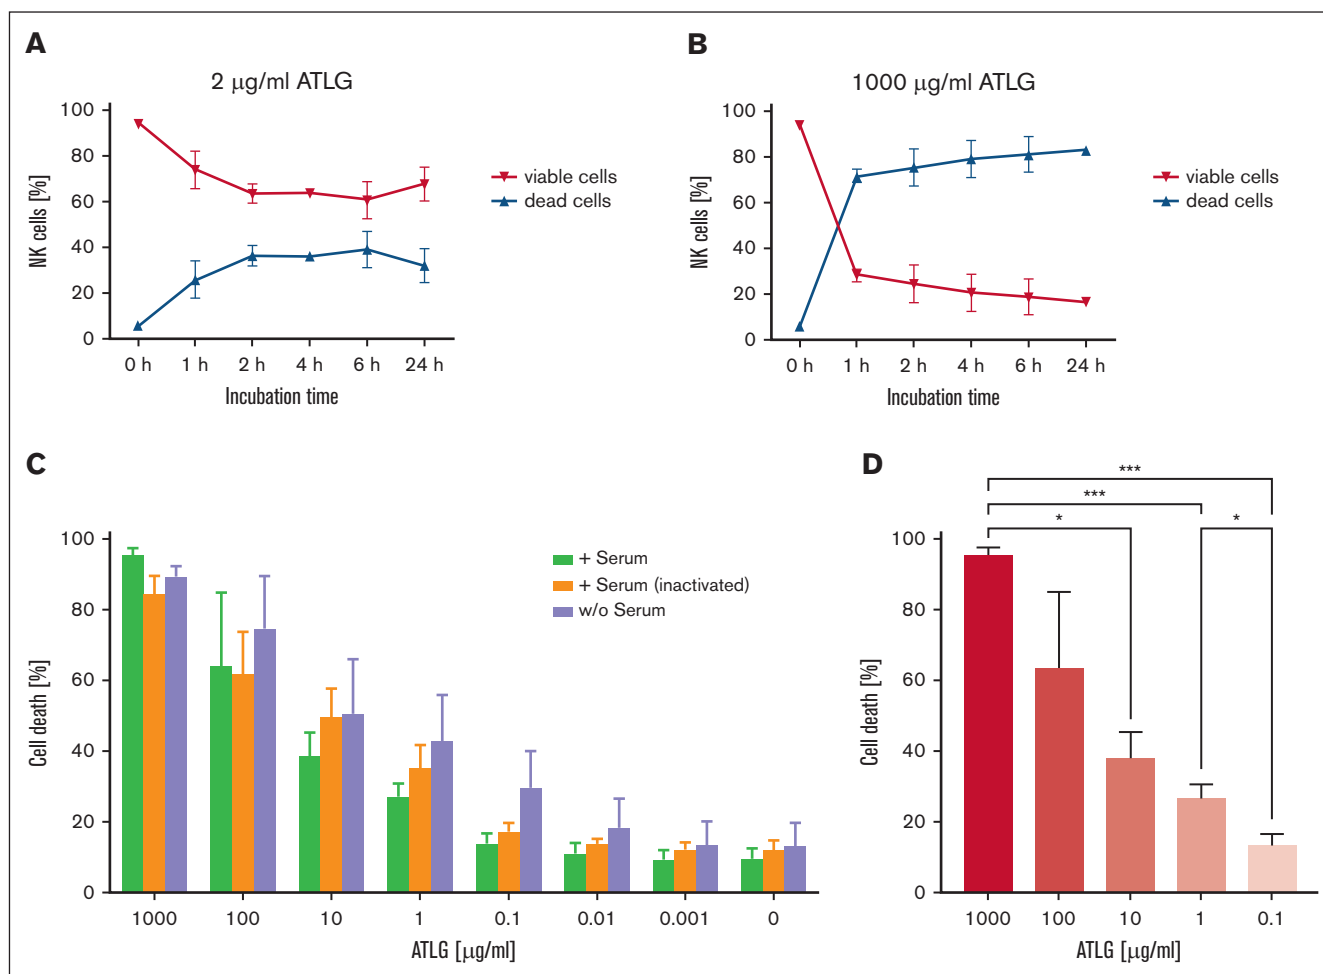 A
2 µg/ml ATLG
100
80
60
40
20
0
NK cells [%]
0 h 1 h 2 h 4 h 6 h 24 h
Incubation time
viable cells
dead cells
B
1000 µg/ml ATLG
100
80
60
40
20
0
NK cells [%]
0 h 1 h 2 h 4 h 6 h 24 h
Incubation time
viable cells
dead cells
C
100
80
60
40
20
0
Cell death [%]
+ Serum
+ Serum (inactivated)
w/o Serum
1000 100 10 1 0.1 0.01 0.001 0
ATLG [µg/ml]
D
***
***
* *
100
80
60
40
20
0
Cell death [%]
1000 100 10 1 0.1
ATLG [µg/ml]